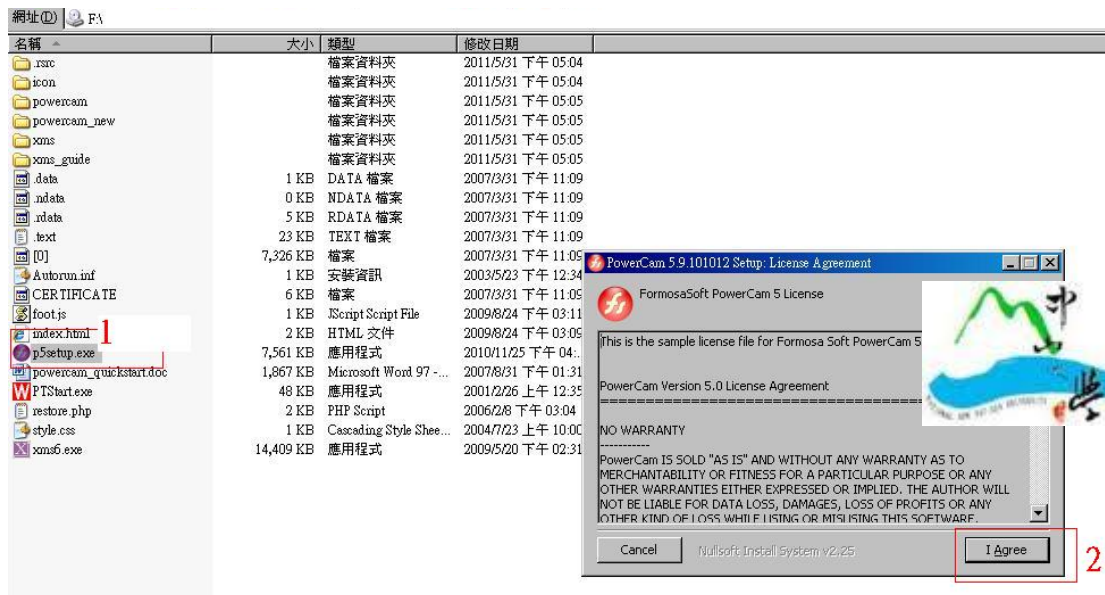 網址(D) F:\
名稱 大小 類型 修改日期
.rsrc 檔案資料夾 2011/5/31 下午 05:04
icon 檔案資料夾 2011/5/31 下午 05:04
powercam 檔案資料夾 2011/5/31 下午 05:05
powercam_new 檔案資料夾 2011/5/31 下午 05:05
xms 檔案資料夾 2011/5/31 下午 05:05
xms_guide 檔案資料夾 2011/5/31 下午 05:05
.data 1 KB DATA 檔案 2007/3/31 下午 11:09
.ndata 0 KB NDATA 檔案 2007/3/31 下午 11:09
.rdata 5 KB RDATA 檔案 2007/3/31 下午 11:09
.text 23 KB TEXT 檔案 2007/3/31 下午 11:09
[0] 7,326 KB 檔案 2007/3/31 下午 11:09
Autorun.inf 1 KB 安裝資訊 2003/5/23 下午 12:34
CERTIFICATE 6 KB 檔案 2007/3/31 下午 11:09
foot.js 1 KB JScript Script File 2009/8/24 下午 03:11
index.html 2 KB HTML 文件 2009/8/24 下午 03:09
1
p5setup.exe 7,561 KB 應用程式 2010/11/25 下午 04:..
powercam_quickstart.doc 1,867 KB Microsoft Word 97 -... 2007/8/31 下午 01:31
PTStart.exe 48 KB 應用程式 2001/2/26 上午 12:35
restore.php 2 KB PHP Script 2006/2/8 下午 03:04
style.css 1 KB Cascading Style Shee... 2004/7/23 上午 10:00
xms6.exe 14,409 KB 應用程式 2009/5/20 下午 02:31
PowerCam 5.9.101012 Setup: License Agreement
FormosaSoft PowerCam 5 License
This is the sample license file for Formosa Soft PowerCam 5
PowerCam Version 5.0 License Agreement
NO WARRANTY
PowerCam IS SOLD "AS IS" AND WITHOUT ANY WARRANTY AS TO
MERCHANTABILITY OR FITNESS FOR A PARTICULAR PURPOSE OR ANY
OTHER WARRANTIES EITHER EXPRESSED OR IMPLIED. THE AUTHOR WILL
NOT BE LIABLE FOR DATA LOSS, DAMAGES, LOSS OF PROFITS OR ANY
OTHER KIND OF LOSS WHILE USING OR MISUSING THIS SOFTWARE.
Cancel Nullsoft Install System v2.25 I Agree
2